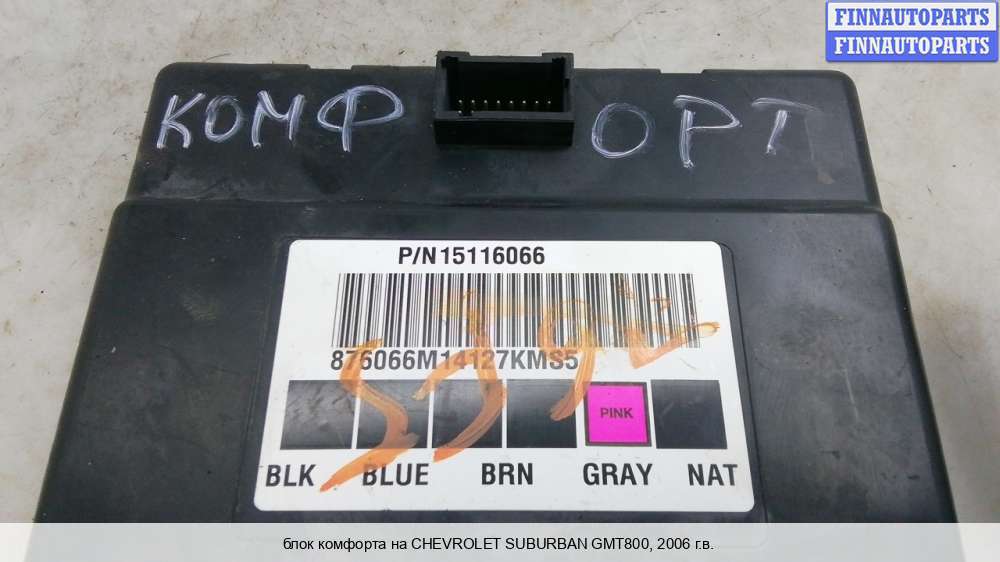 FINNAUTOPARTS
FINNAUTOPARTS
КОМФ ОРТ
P/N15116066
876066M14127KMS5
PINK
BLK BLUE BRN GRAY NAT
блок комфорта на CHEVROLET SUBURBAN GMT800, 2006 г.в.